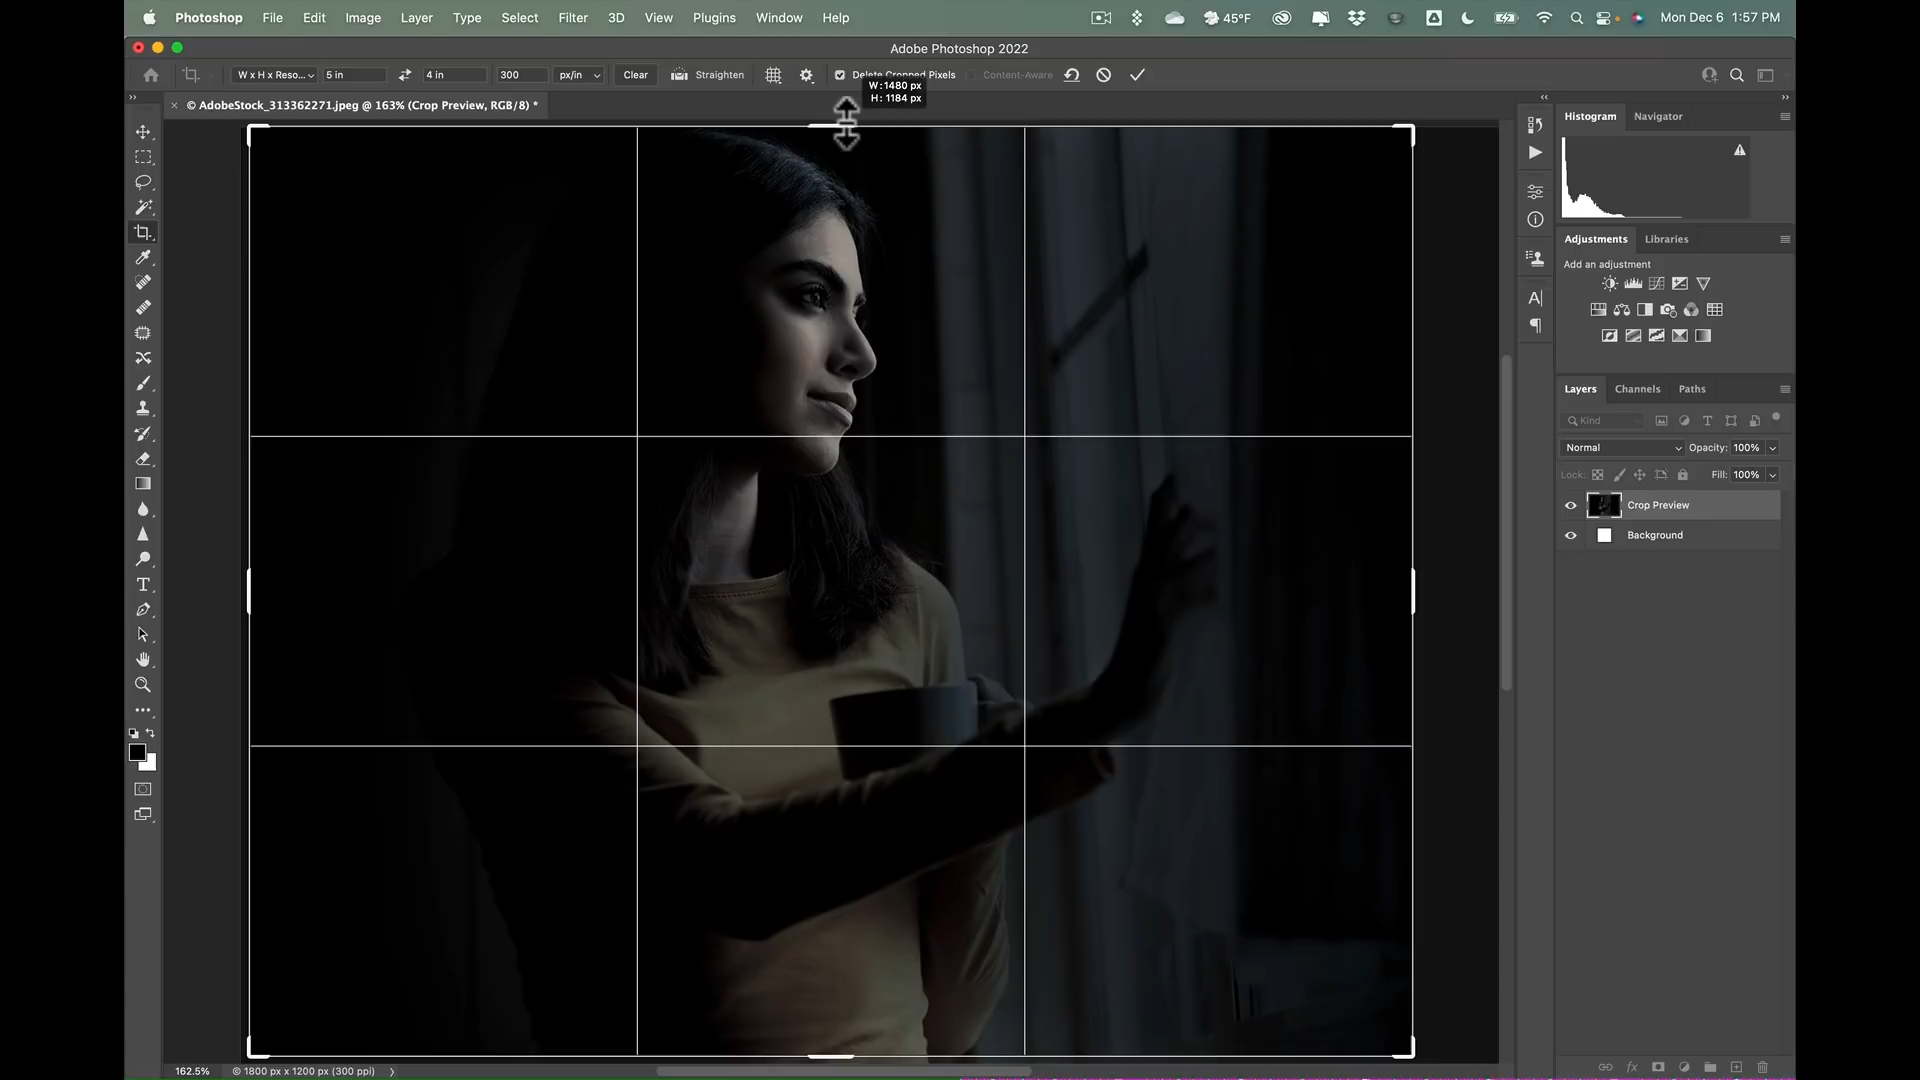 Photoshop File Edit Image Layer Type Select Filter 3D View Plugins Window Help 45°F Mon Dec 6 1:57 PM
Adobe Photoshop 2022
W x H x Reso... 5 in 4 in 300 px/in Clear Straighten Delete Cropped Pixels Content-Aware
W: 1480 px
H: 1184 px
© AdobeStock_313362271.jpeg @ 163% (Crop Preview, RGB/8) *
Histogram Navigator
Adjustments Libraries
Add an adjustment
Layers Channels Paths
Kind
Normal Opacity: 100%
Lock: Fill: 100%
Crop Preview
Background
162.5% © 1800 px x 1200 px (300 ppi)